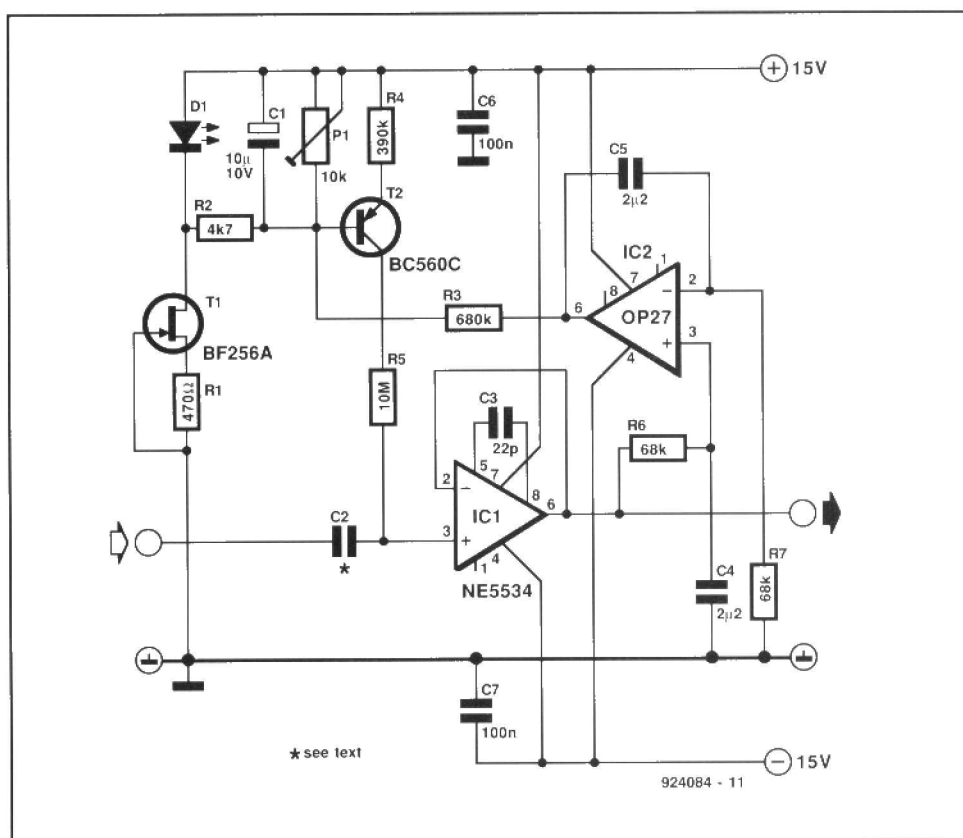 + 15V
D1
C1
10µ
10V
P1
10k
R4
390k
C6
100n
C5
2µ2
T2
BC560C
R2
4k7
IC2
1
7
8
6
2
3
4
OP27
−
+
R3
680k
T1
BF256A
R1
470Ω
R5
10M
C3
22p
R6
68k
2
5
7
8
6
3
4
1
−
+
IC1
NE5534
C2
*
C4
2µ2
R7
68k
C7
100n
* see text
− 15V
924084 - 11